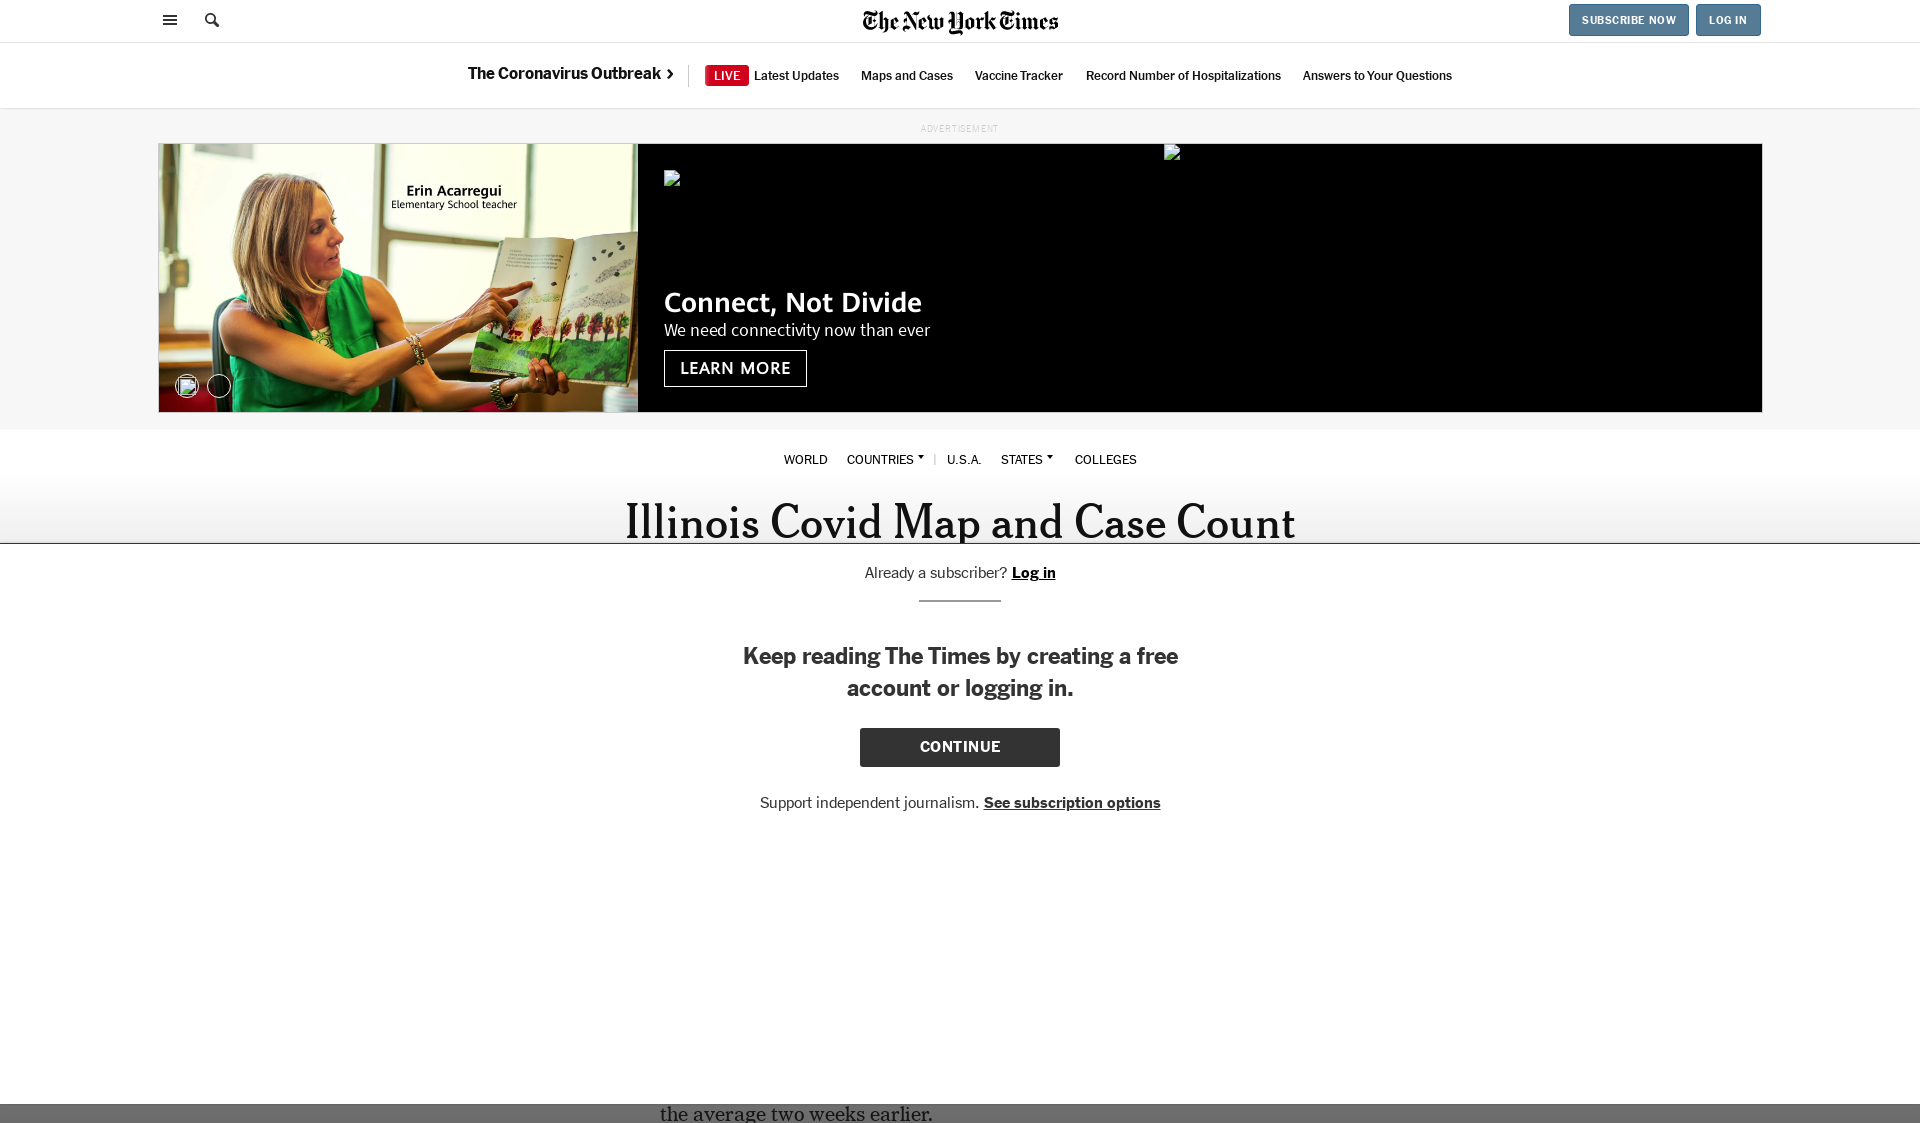 The New York Times
SUBSCRIBE NOW
LOG IN
The Coronavirus Outbreak
LIVE Latest Updates
Maps and Cases
Vaccine Tracker
Record Number of Hospitalizations
Answers to Your Questions
ADVERTISEMENT
Erin Acarregui
Elementary School teacher
Connect, Not Divide
We need connectivity now than ever
LEARN MORE
WORLD
COUNTRIES
U.S.A.
STATES
COLLEGES
Illinois Covid Map and Case Count
Already a subscriber? Log in
Keep reading The Times by creating a free
account or logging in.
CONTINUE
Support independent journalism. See subscription options
the average two weeks earlier.